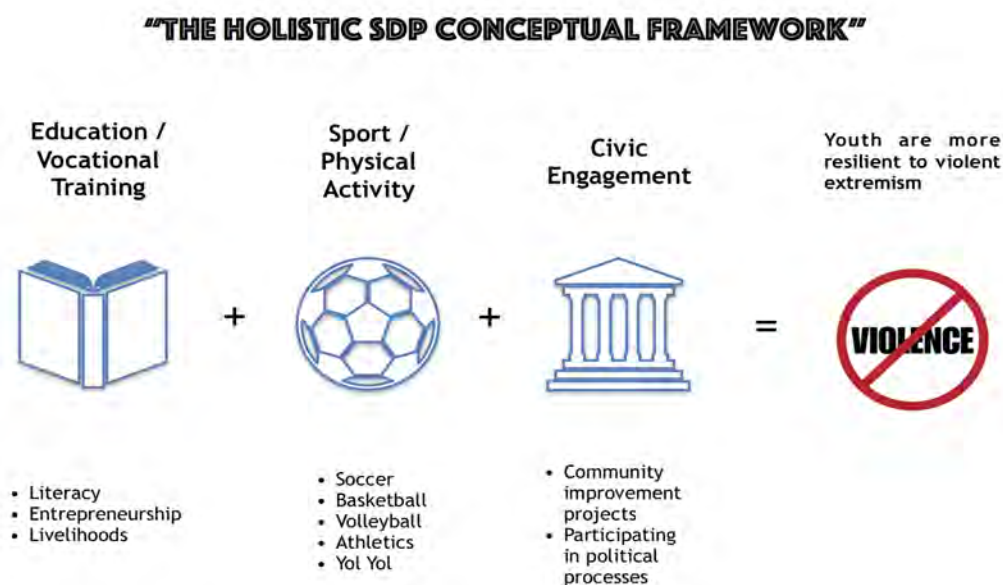 "THE HOLISTIC SDP CONCEPTUAL FRAMEWORK"
Education /
Vocational
Training
Sport /
Physical
Activity
Civic
Engagement
Youth are more
resilient to violent
extremism
+
+
=
VIOLENCE
• Literacy
• Entrepreneurship
• Livelihoods
• Soccer
• Basketball
• Volleyball
• Athletics
• Yol Yol
• Community
improvement
projects
• Participating
in political
processes